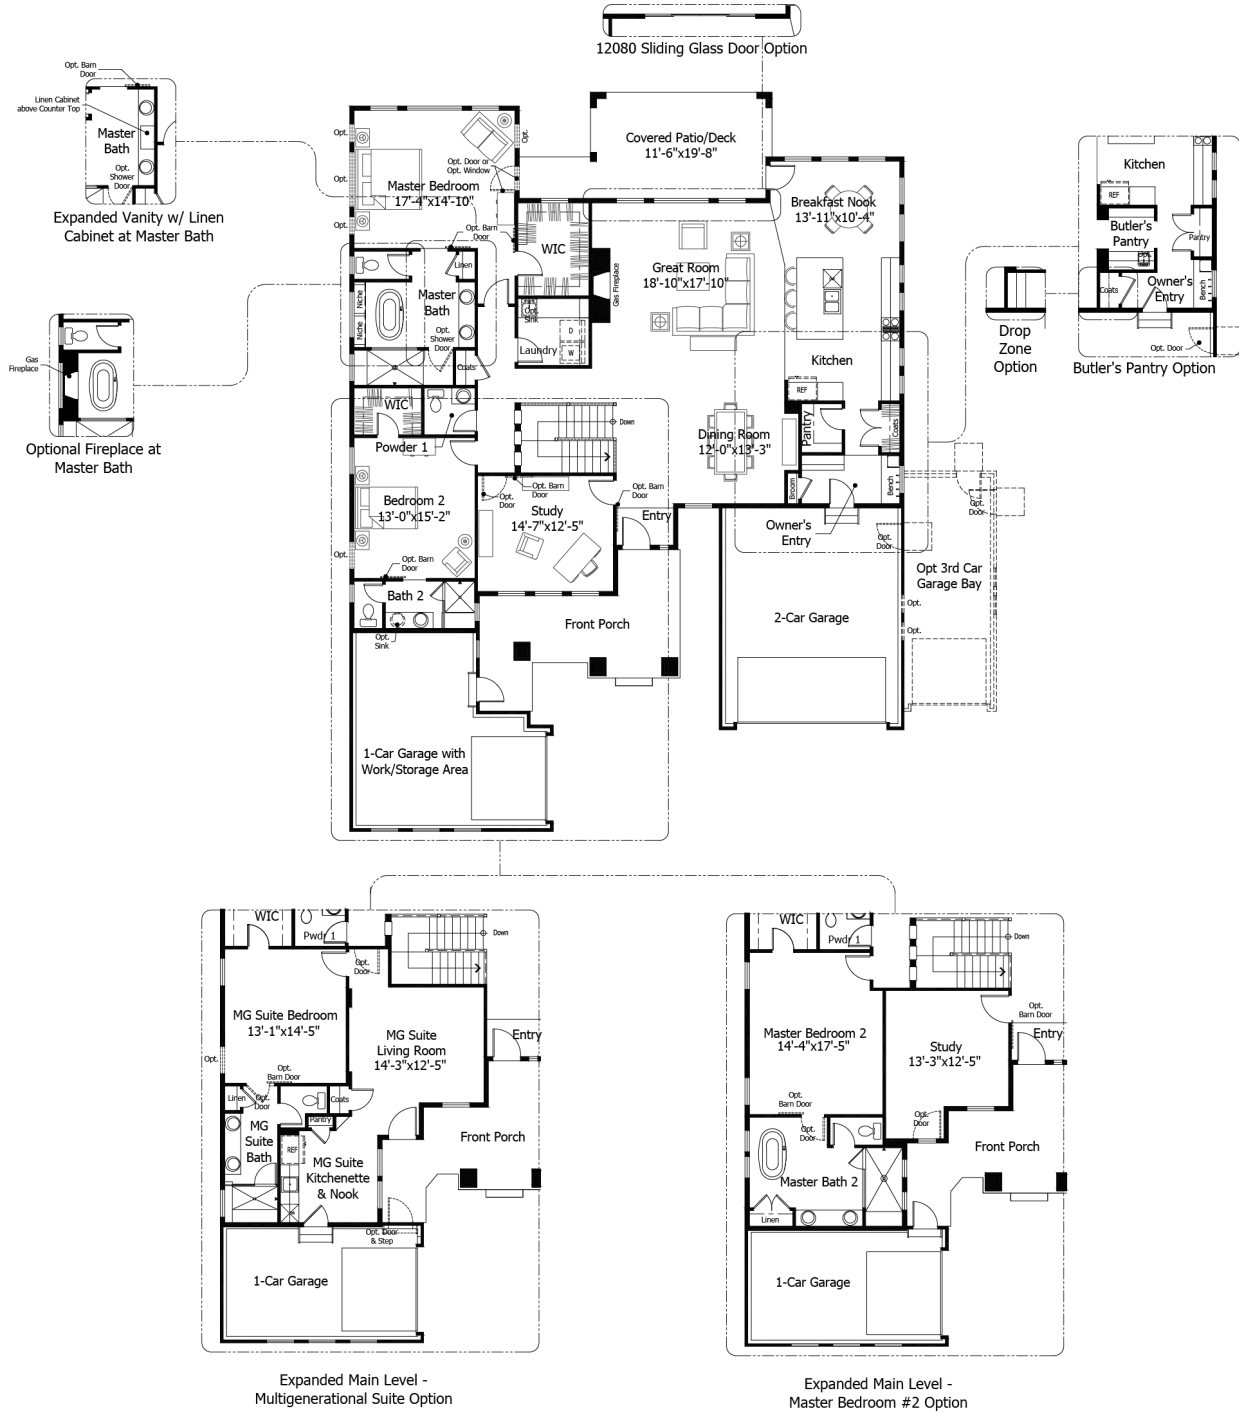 12080 Sliding Glass Door Option
Opt. Barn
Door
Linen Cabinet
above Counter Top
Master
Bath
Opt.
Shower
Door
Expanded Vanity w/ Linen
Cabinet at Master Bath
Gas
Fireplace
Optional Fireplace at
Master Bath
Covered Patio/Deck
11'-6"x19'-8"
Opt.
Opt.
Opt.
Opt.
Opt. Door or
Opt. Window
Master Bedroom
17'-4"x14'-10"
Opt. Barn
Door
WIC
Linen
Niche
Niche
Master
Bath
Opt.
Shower
Door
Opt.
Sink
Laundry
D
W
Coats
Gas Fireplace
Great Room
18'-10"x17'-10"
Breakfast Nook
13'-11"x10'-4"
Kitchen
REF
Pantry
Coats
Dining Room
12'-0"x13'-3"
Broom
Bench
Owner's
Entry
Opt.
Door
Opt.
Door
Opt 3rd Car
Garage Bay
Opt.
Opt.
2-Car Garage
WIC
Powder 1
Down
Opt. Barn
Door
Opt.
Door
Opt. Barn
Door
Bedroom 2
13'-0"x15'-2"
Study
14'-7"x12'-5"
Entry
Opt.
Opt. Barn
Door
Bath 2
Opt.
Sink
Front Porch
1-Car Garage with
Work/Storage Area
Kitchen
REF
Butler's
Pantry
Opt.
Pantry
Coats
Owner's
Entry
Bench
Opt. Door
Drop
Zone
Option
Butler's Pantry Option
WIC
Pwdr 1
Down
Opt.
Door
MG Suite Bedroom
13'-1"x14'-5"
MG Suite
Living Room
14'-3"x12'-5"
Entry
Opt.
Opt.
Barn Door
Linen
Opt.
Door
Coats
Pantry
MG
Suite
Bath
REF
MG Suite
Kitchenette
& Nook
Front Porch
Opt. Door
& Step
1-Car Garage
Expanded Main Level -
Multigenerational Suite Option
WIC
Pwdr 1
Down
Opt.
Barn Door
Entry
Master Bedroom 2
14'-4"x17'-5"
Study
13'-3"x12'-5"
Opt.
Barn Door
Opt.
Door
Opt.
Door
Front Porch
Master Bath 2
Linen
1-Car Garage
Expanded Main Level -
Master Bedroom #2 Option